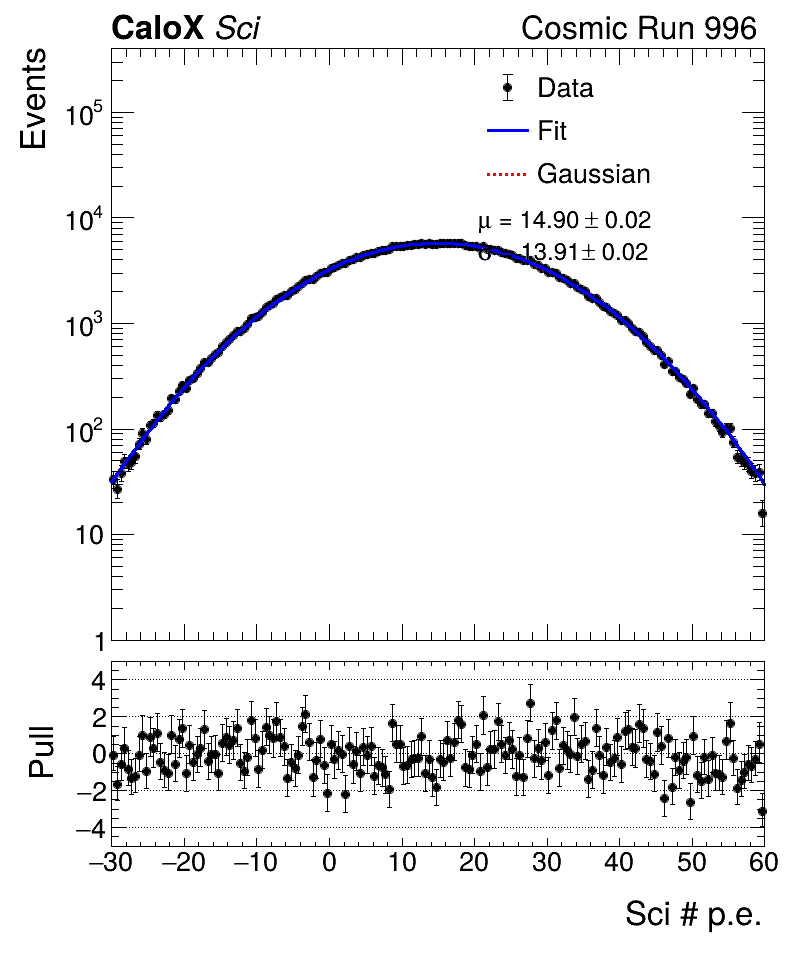 CaloX Sci Cosmic Run 996
Events
Data
Fit
Gaussian
μ = 14.90 ± 0.02
σ = 13.91 ± 0.02
10^5
10^4
10^3
10^2
10
1
Pull
4
2
0
−2
−4
−30 −20 −10 0 10 20 30 40 50 60
Sci # p.e.